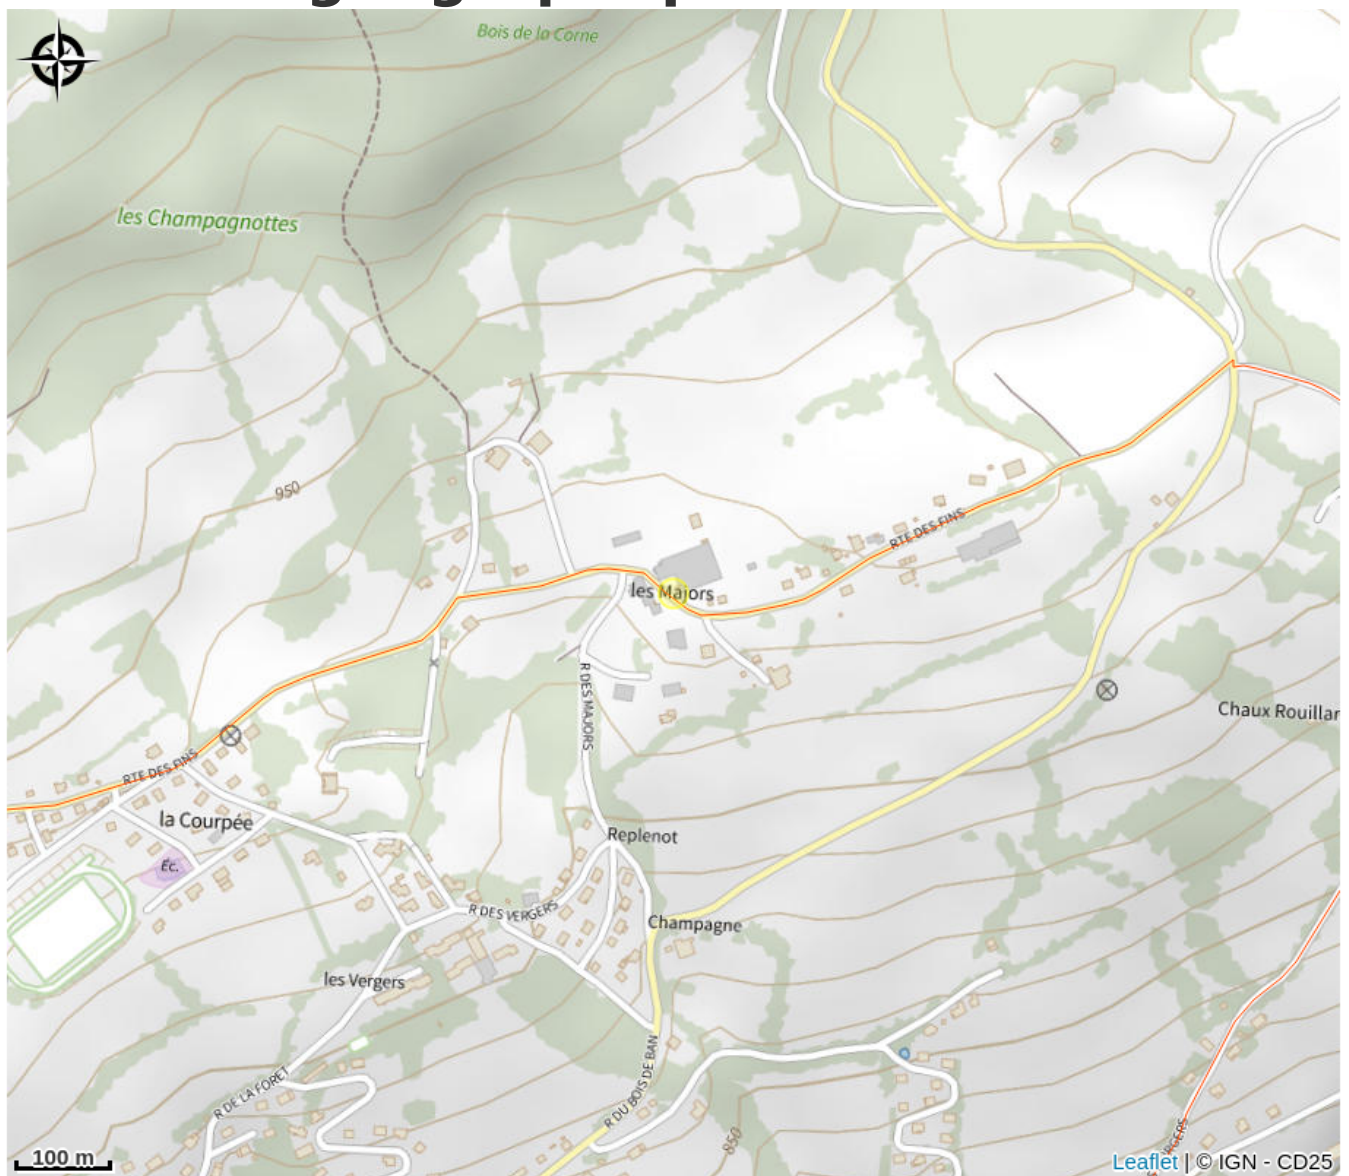 Bois de la Corne
les Champagnottes
950
RTE DES FINS
les Majors
R DES MAJORS
Chaux Rouillar
RTE DES FINS
la Courpée
Replenot
Éc.
R DES VERGERS
Champagne
les Vergers
R DU BOIS DE BAN
R DE LA FORET
850
RGERS
100 m
Leaflet | © IGN - CD25